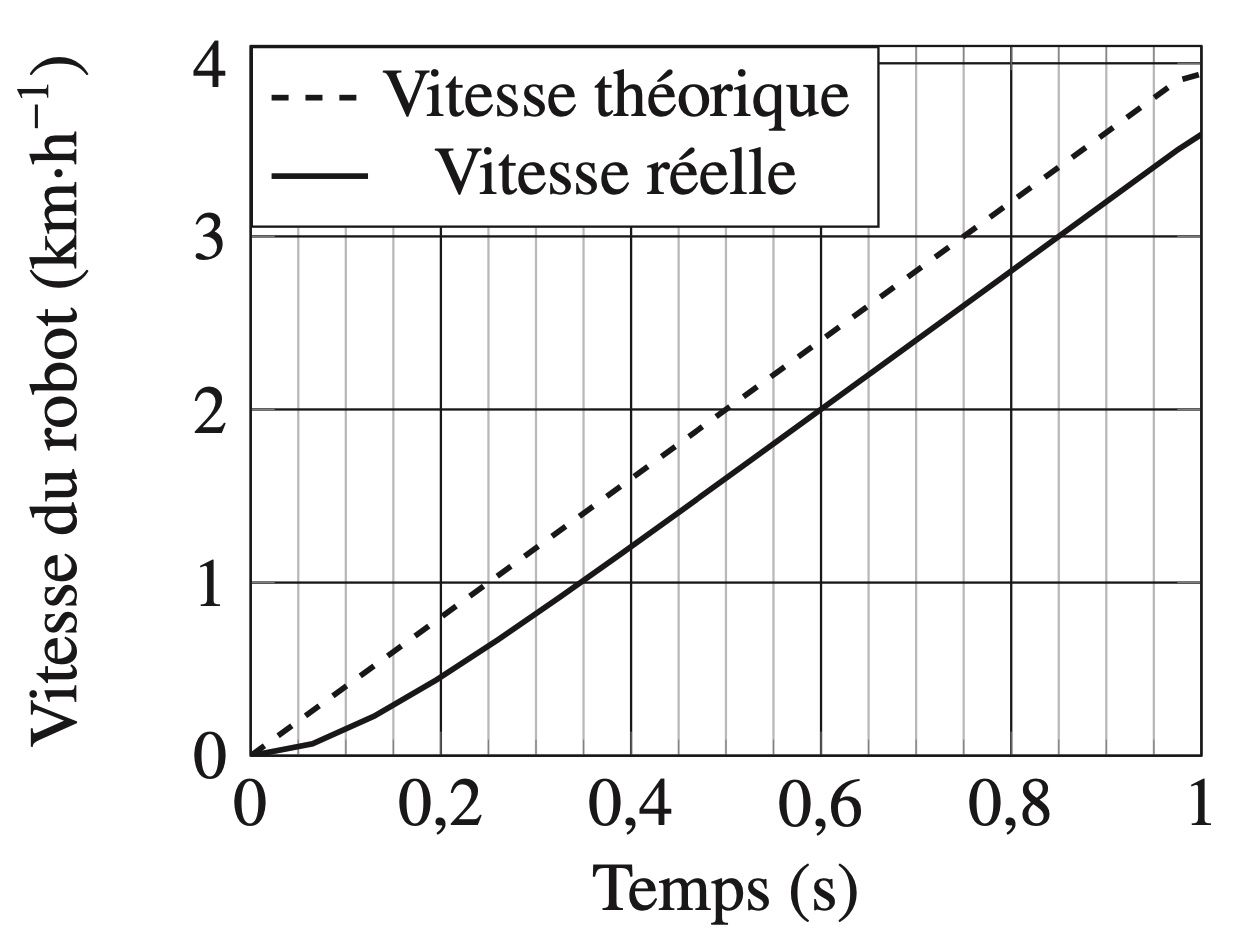 Vitesse du robot (km·h⁻¹)
4
3
2
1
0
Vitesse théorique
Vitesse réelle
0 0,2 0,4 0,6 0,8 1
Temps (s)